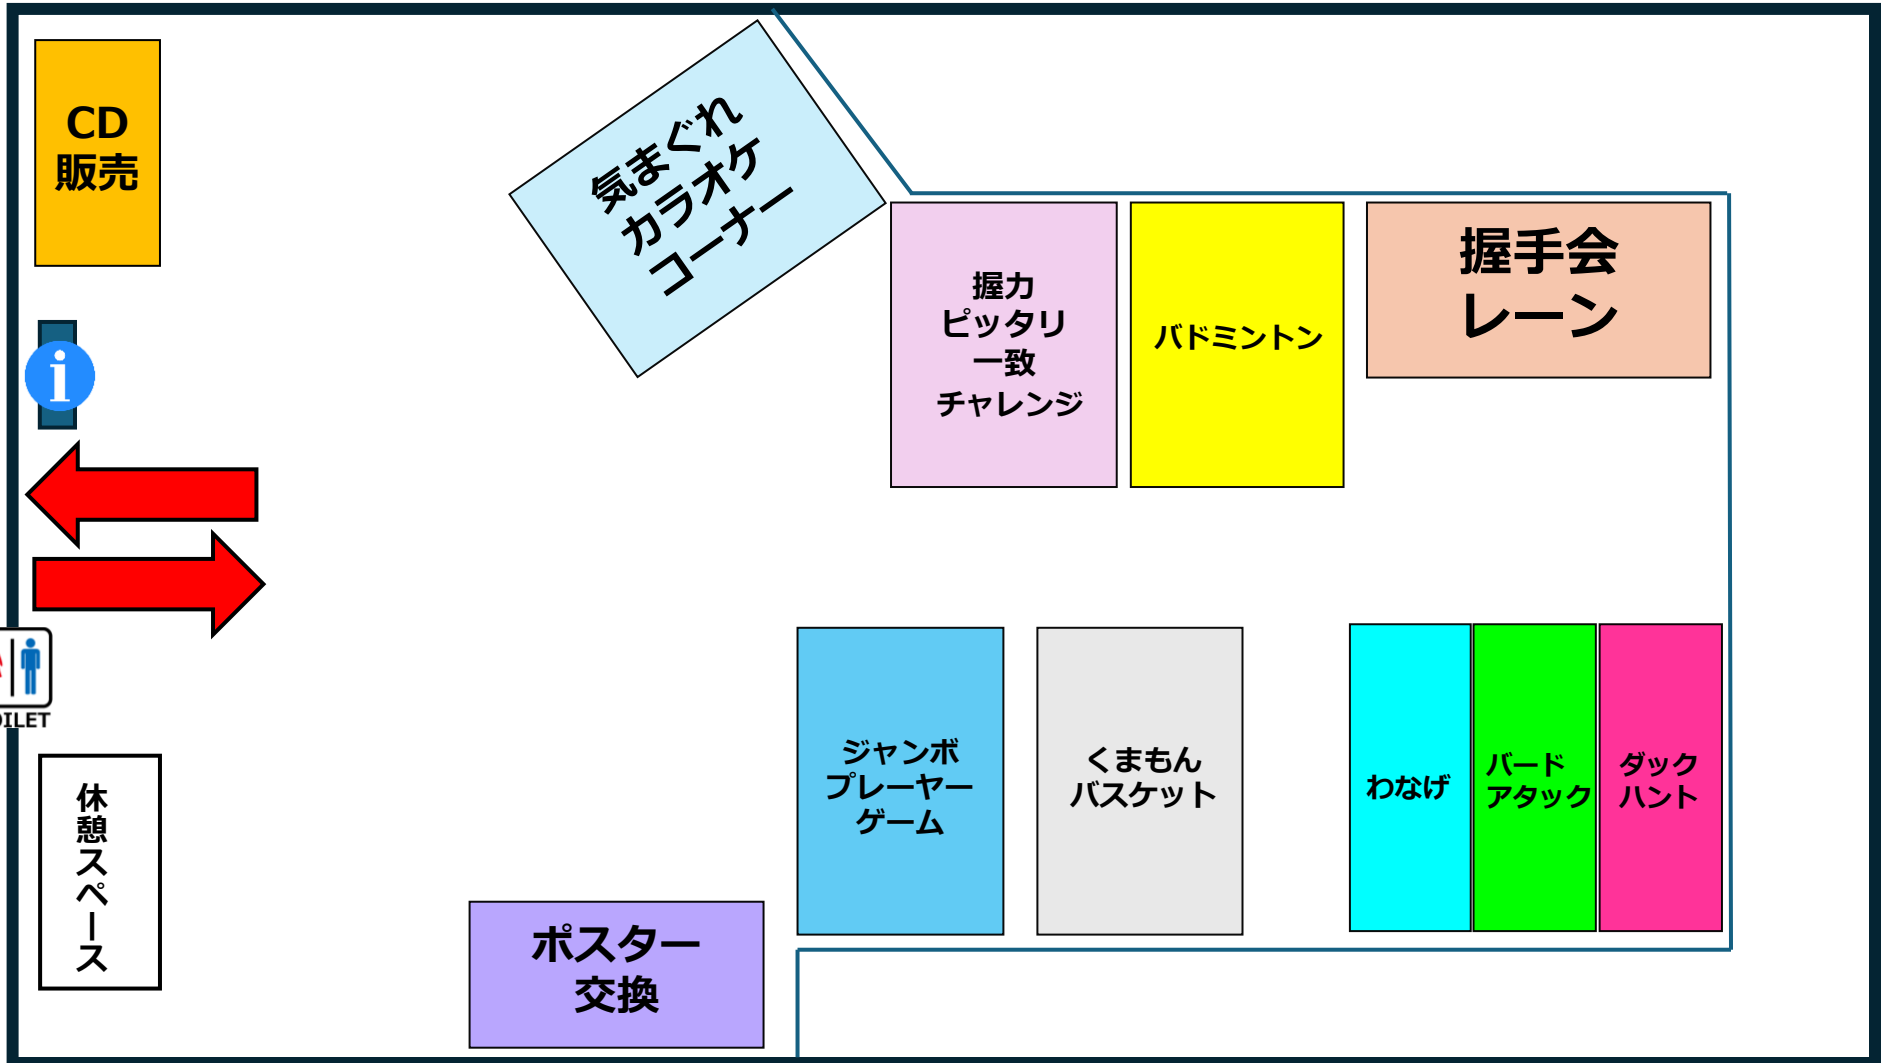 CD
販売
気まぐれ
カラオケ
コーナー
握力
ピッタリ
一致
チャレンジ
バドミントン
握手会
レーン
i
休憩スペース
ポスター
交換
ジャンボ
プレーヤー
ゲーム
くまもん
バスケット
わなげ
バード
アタック
ダック
ハント